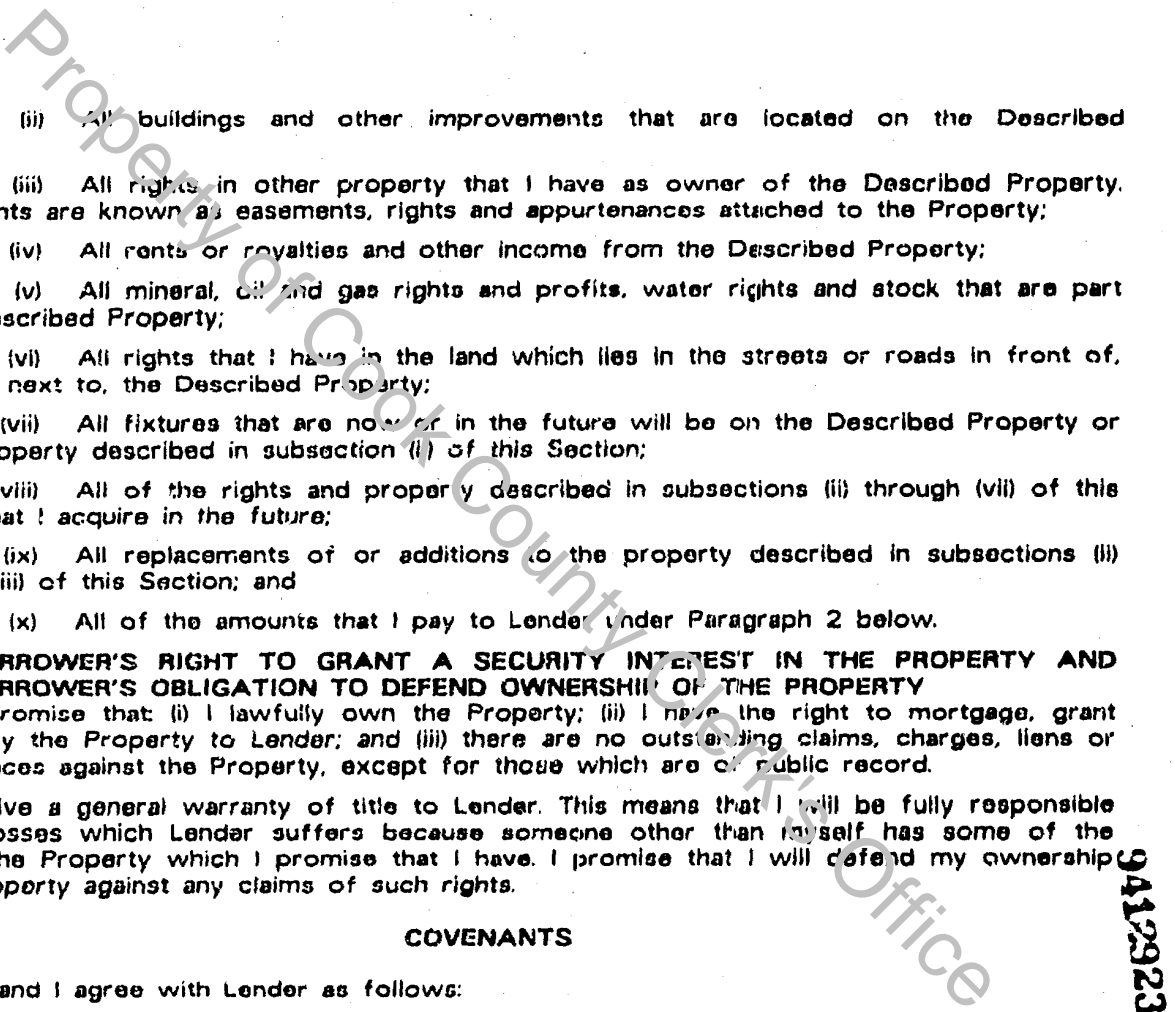 Property of Cook County Clerk's Office
(ii) All buildings and other improvements that are located on the Described
(iii) All rights in other property that I have as owner of the Described Property.
nts are known as easements, rights and appurtenances attached to the Property;
(iv) All rents or royalties and other income from the Described Property;
(v) All mineral, oil and gas rights and profits, water rights and stock that are part
scribed Property;
(vi) All rights that I have in the land which lies in the streets or roads in front of,
next to, the Described Property;
(vii) All fixtures that are now or in the future will be on the Described Property or
operty described in subsection (ii) of this Section;
viii) All of the rights and property described in subsections (ii) through (vii) of this
at I acquire in the future;
(ix) All replacements of or additions to the property described in subsections (ii)
iii) of this Section; and
(x) All of the amounts that I pay to Lender under Paragraph 2 below.
RROWER'S RIGHT TO GRANT A SECURITY INTEREST IN THE PROPERTY AND
RROWER'S OBLIGATION TO DEFEND OWNERSHIP OF THE PROPERTY
romise that: (i) I lawfully own the Property; (ii) I have the right to mortgage, grant
y the Property to Lender; and (iii) there are no outstanding claims, charges, liens or
ces against the Property, except for those which are of public record.
ive a general warranty of title to Lender. This means that I will be fully responsible
osses which Lender suffers because someone other than myself has some of the
he Property which I promise that I have. I promise that I will defend my ownership
operty against any claims of such rights.
COVENANTS
and I agree with Lender as follows:
9412923